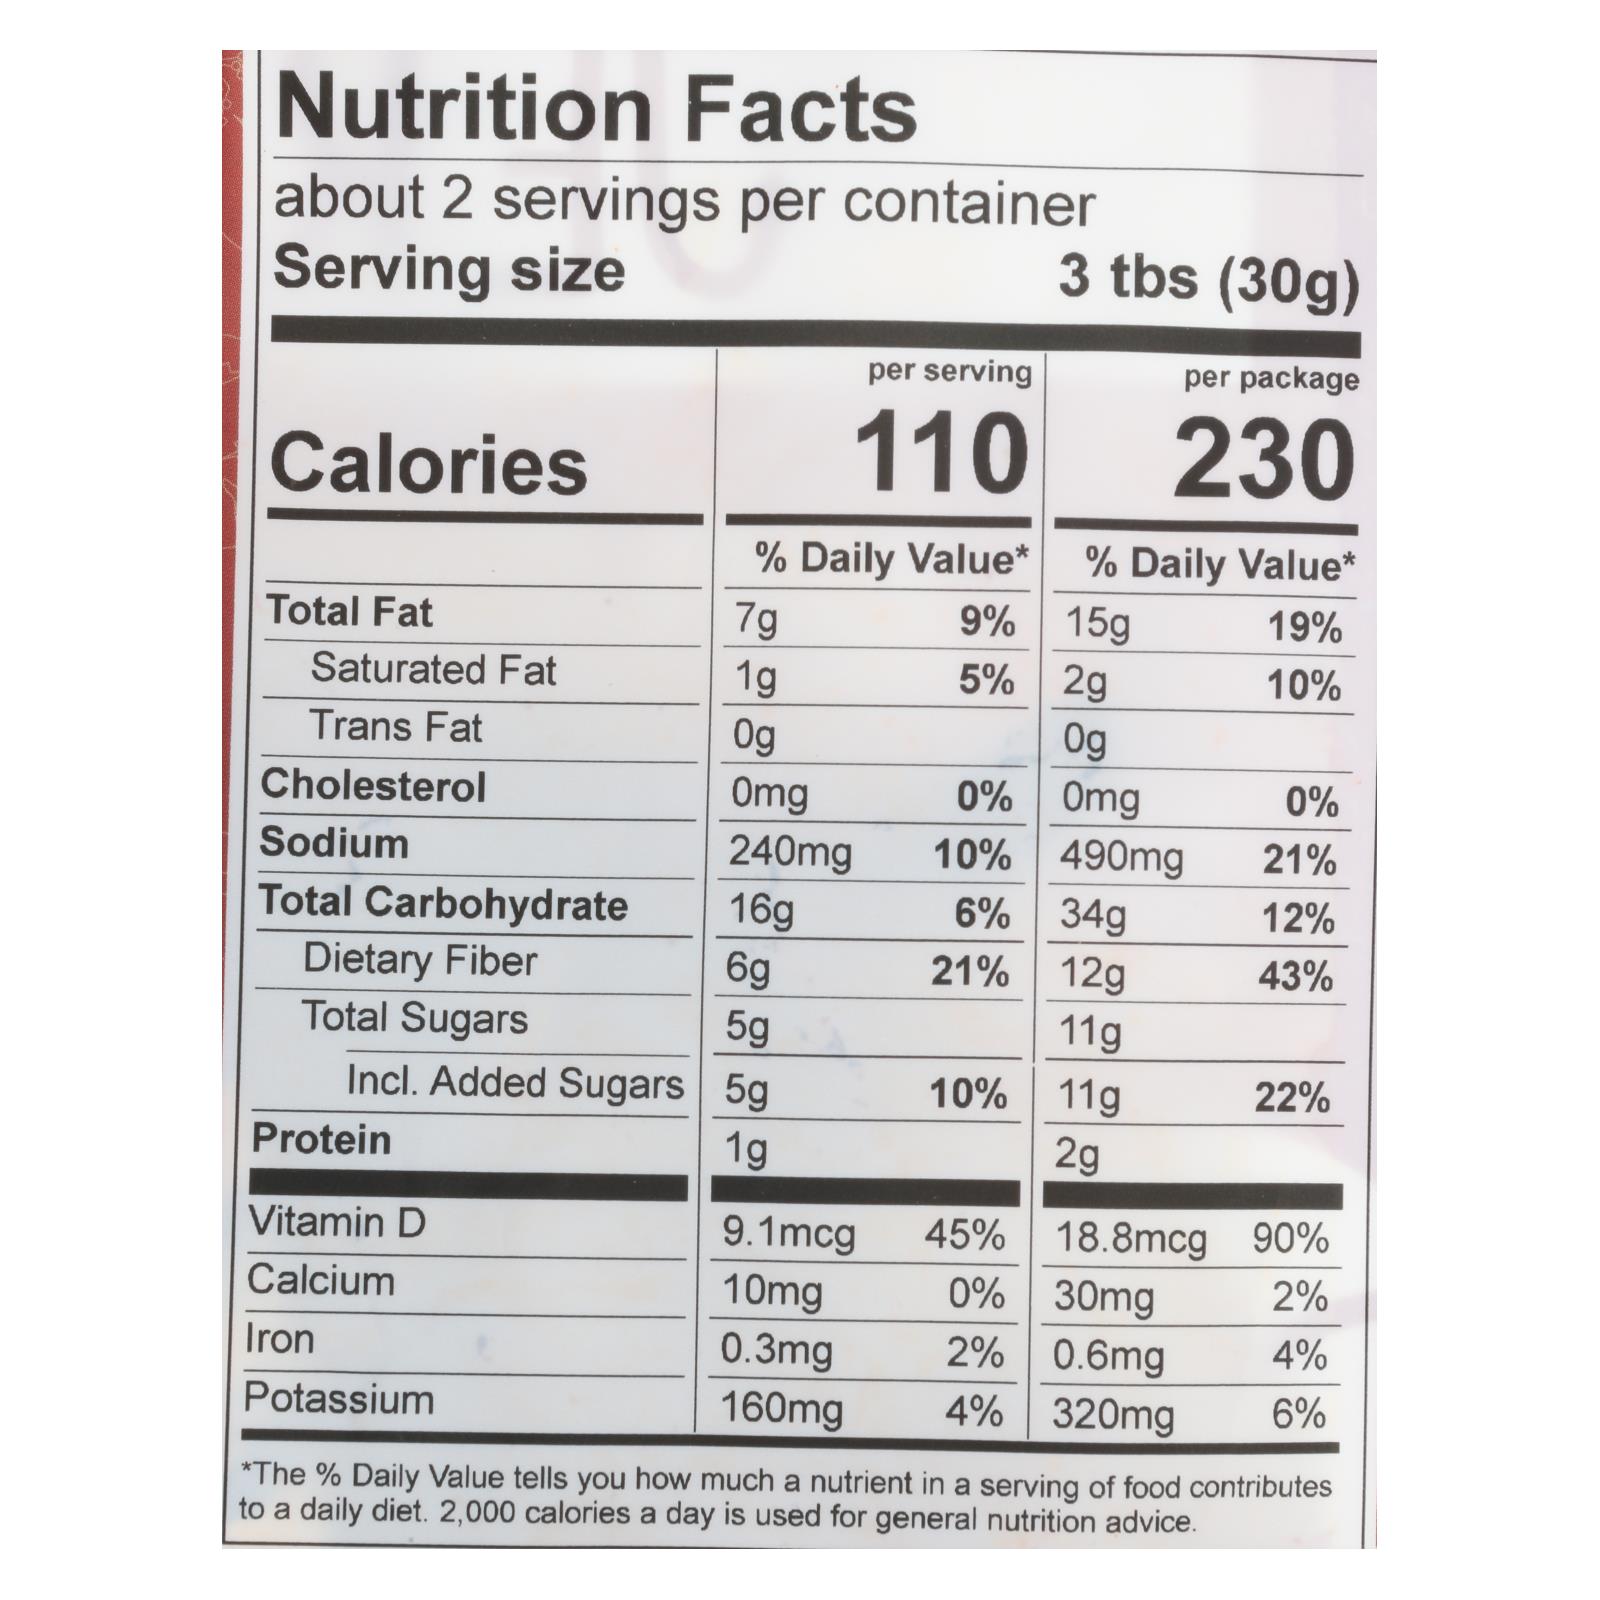 Nutrition Facts
about 2 servings per container
Serving size 3 tbs (30g)
per serving per package
Calories 110 230
% Daily Value* % Daily Value*
Total Fat 7g 9% 15g 19%
Saturated Fat 1g 5% 2g 10%
Trans Fat 0g 0g
Cholesterol 0mg 0% 0mg 0%
Sodium 240mg 10% 490mg 21%
Total Carbohydrate 16g 6% 34g 12%
Dietary Fiber 6g 21% 12g 43%
Total Sugars 5g 11g
Incl. Added Sugars 5g 10% 11g 22%
Protein 1g 2g
Vitamin D 9.1mcg 45% 18.8mcg 90%
Calcium 10mg 0% 30mg 2%
Iron 0.3mg 2% 0.6mg 4%
Potassium 160mg 4% 320mg 6%
*The % Daily Value tells you how much a nutrient in a serving of food contributes
to a daily diet. 2,000 calories a day is used for general nutrition advice.